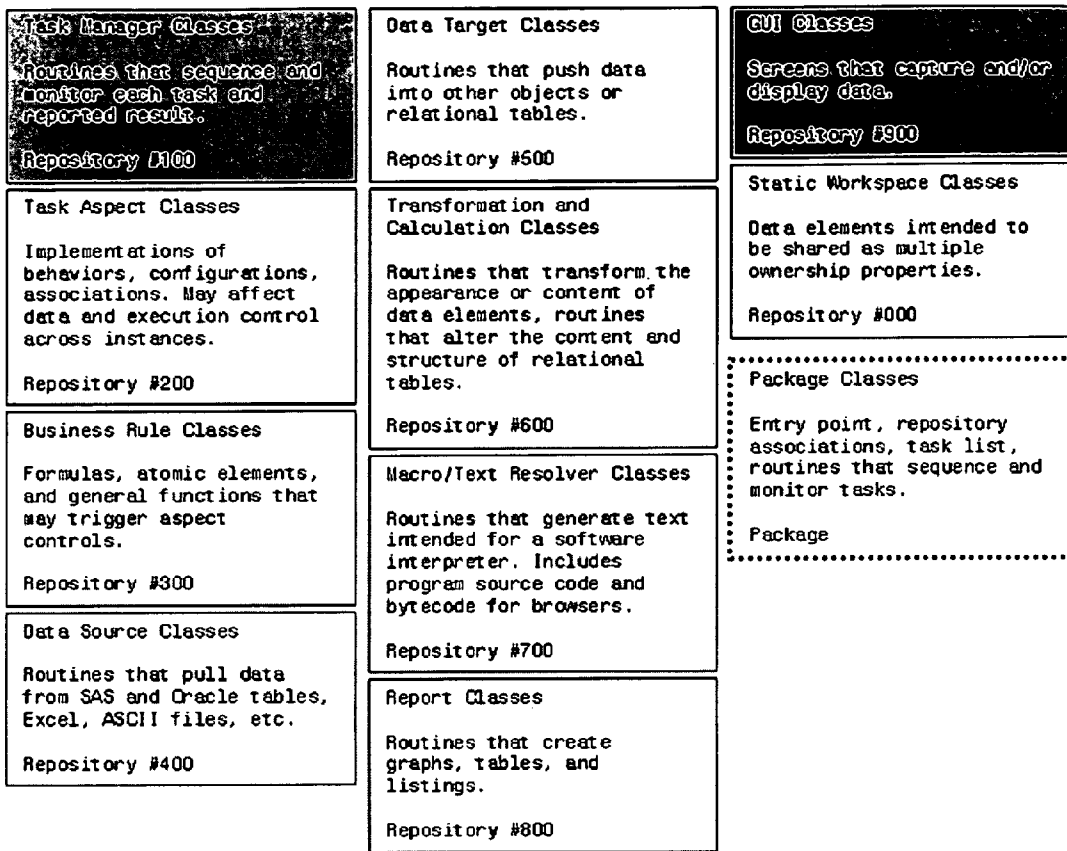 Task Manager Classes
Routines that sequence and
monitor each task and
reported result.
Repository #100
Task Aspect Classes
Implementations of
behaviors, configurations,
associations. May affect
data and execution control
across instances.
Repository #200
Business Rule Classes
Formulas, atomic elements,
and general functions that
may trigger aspect
controls.
Repository #300
Data Source Classes
Routines that pull data
from SAS and Oracle tables,
Excel, ASCII files, etc.
Repository #400
Data Target Classes
Routines that push data
into other objects or
relational tables.
Repository #500
Transformation and
Calculation Classes
Routines that transform the
appearance or content of
data elements, routines
that alter the content and
structure of relational
tables.
Repository #600
Macro/Text Resolver Classes
Routines that generate text
intended for a software
interpreter. Includes
program source code and
bytecode for browsers.
Repository #700
Report Classes
Routines that create
graphs, tables, and
listings.
Repository #800
GUI Classes
Screens that capture and/or
display data.
Repository #900
Static Workspace Classes
Data elements intended to
be shared as multiple
ownership properties.
Repository #000
Package Classes
Entry point, repository
associations, task list,
routines that sequence and
monitor tasks.
Package